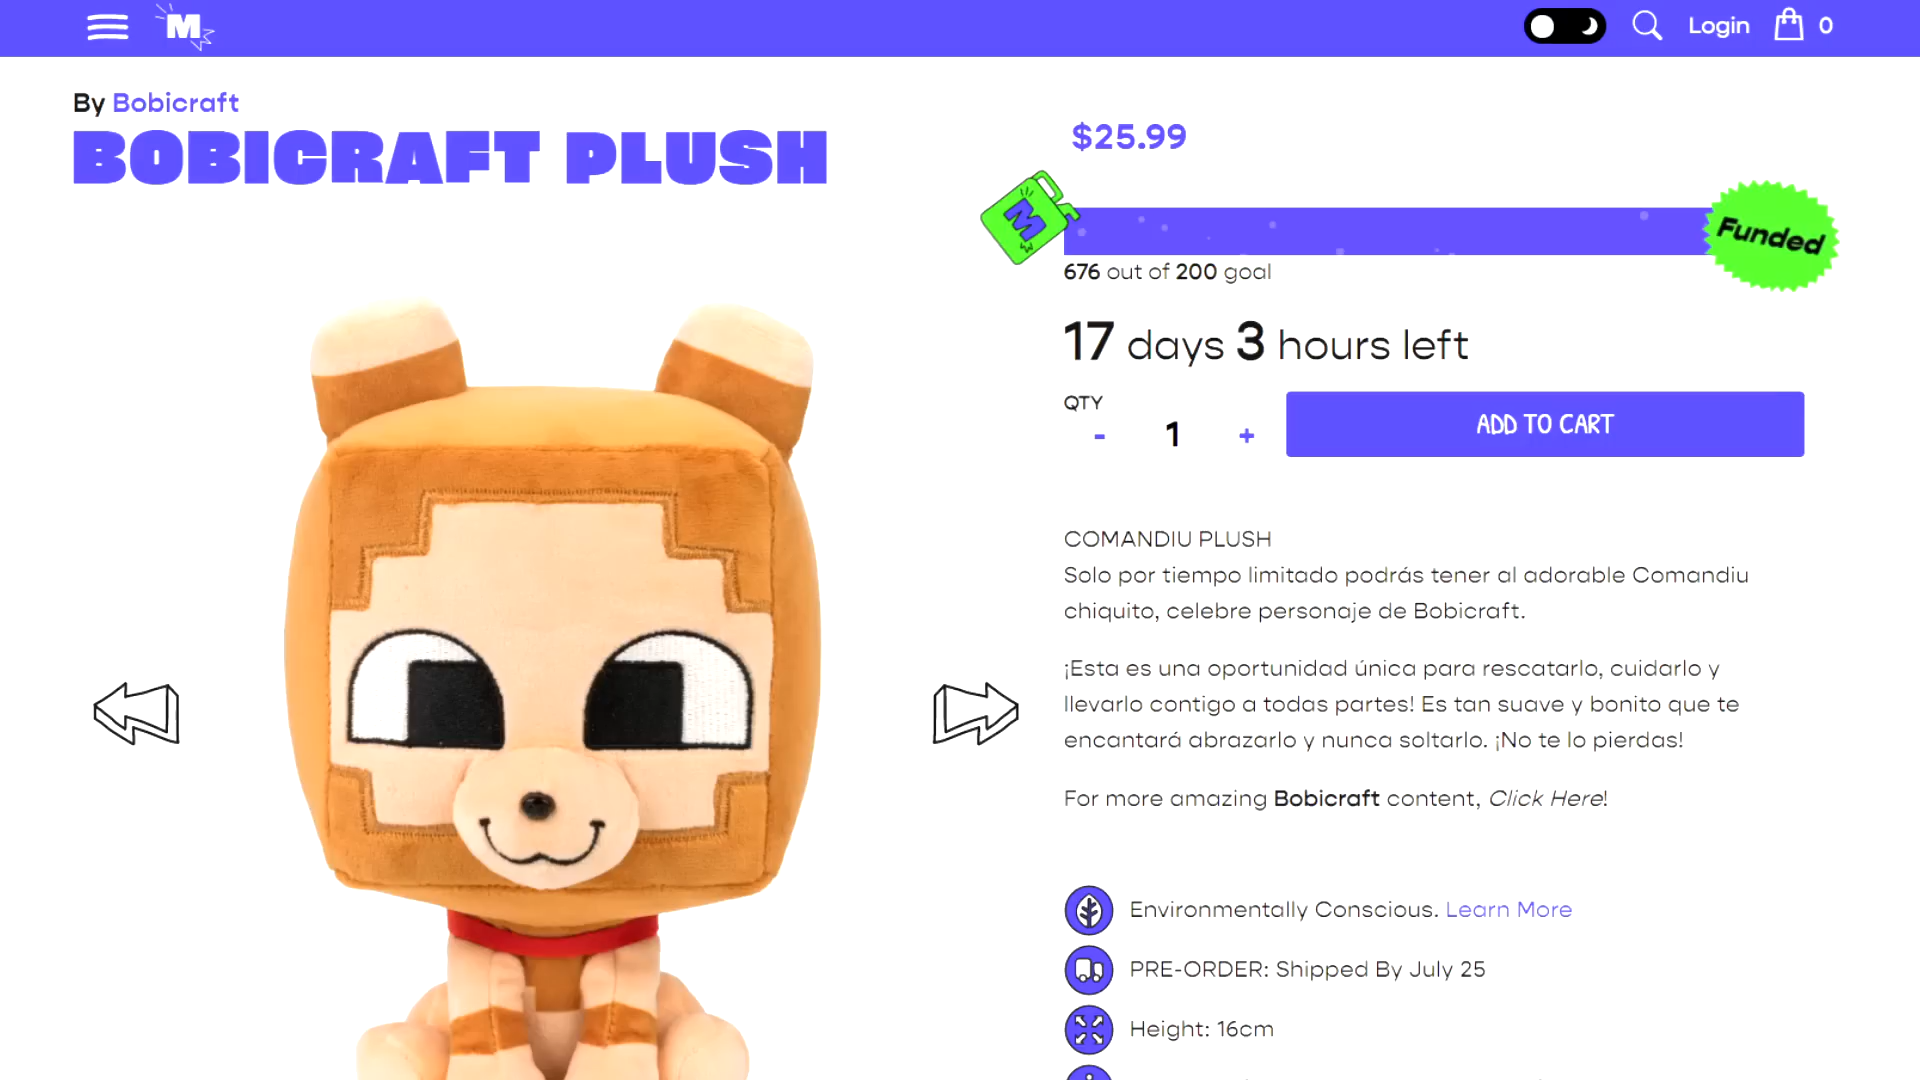 M
Login
0
By Bobicraft
BOBICRAFT PLUSH
$25.99
M
Funded
676 out of 200 goal
17 days 3 hours left
QTY
- 1 +
ADD TO CART
COMANDIU PLUSH
Solo por tiempo limitado podrás tener al adorable Comandiu
chiquito, celebre personaje de Bobicraft.
¡Esta es una oportunidad única para rescatarlo, cuidarlo y
llevarlo contigo a todas partes! Es tan suave y bonito que te
encantará abrazarlo y nunca soltarlo. ¡No te lo pierdas!
For more amazing Bobicraft content, Click Here!
Environmentally Conscious. Learn More
PRE-ORDER: Shipped By July 25
Height: 16cm